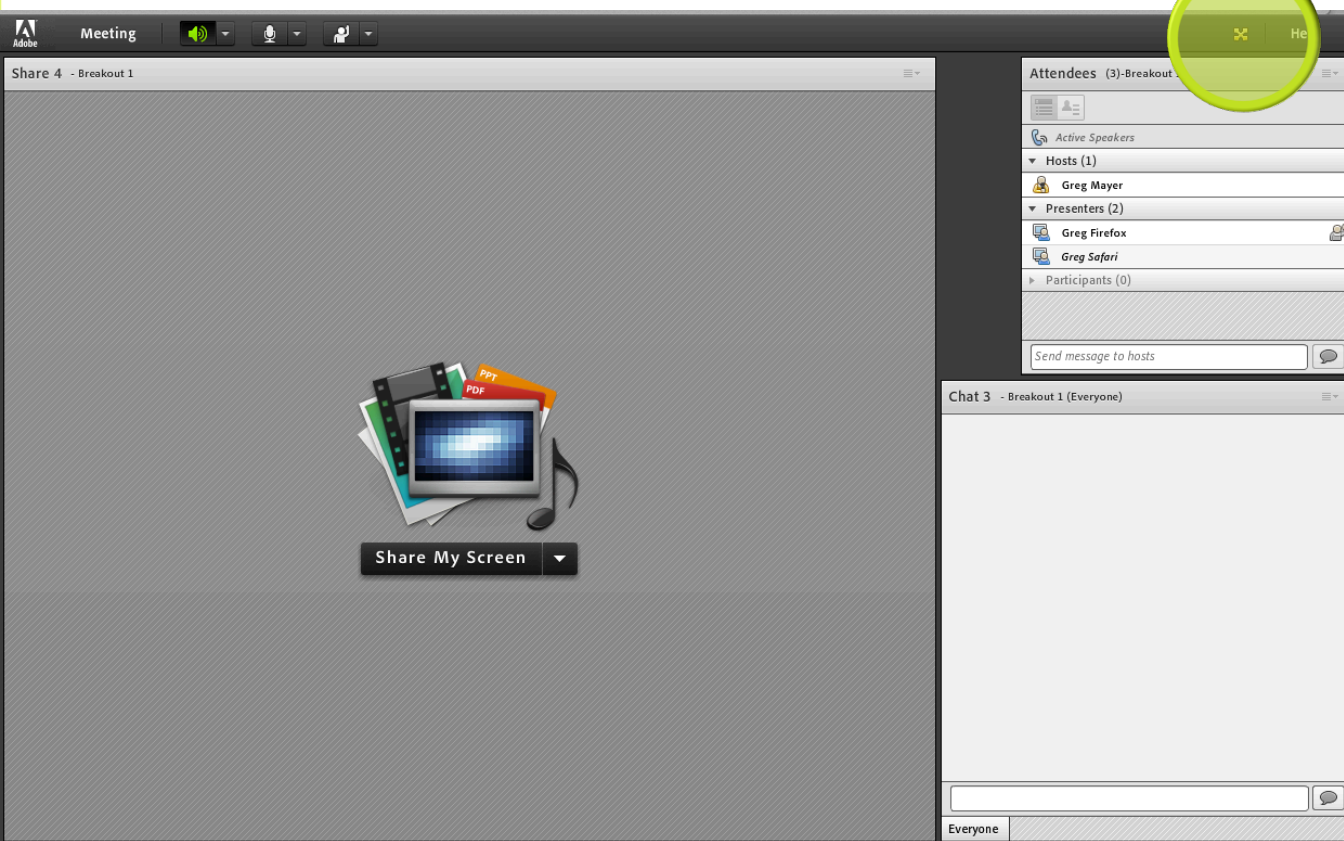 Adobe
Meeting
He
Share 4 - Breakout 1
Attendees (3)-Breakout
Active Speakers
Hosts (1)
Greg Mayer
Presenters (2)
Greg Firefox
Greg Safari
Participants (0)
Send message to hosts
PPT
PDF
Share My Screen
Chat 3 - Breakout 1 (Everyone)
Everyone